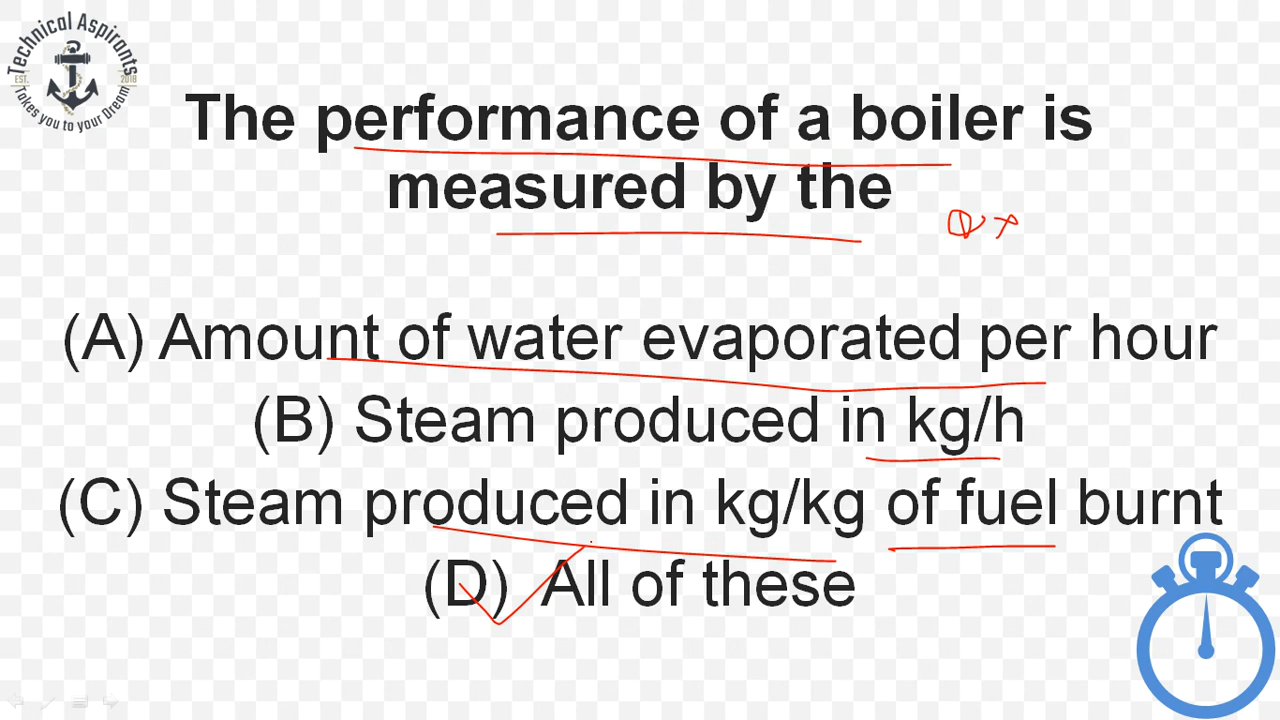 Technical Aspirants
EST. 2018
Takes you to your Dream
The performance of a boiler is
measured by the
(A) Amount of water evaporated per hour
(B) Steam produced in kg/h
(C) Steam produced in kg/kg of fuel burnt
(D) All of these